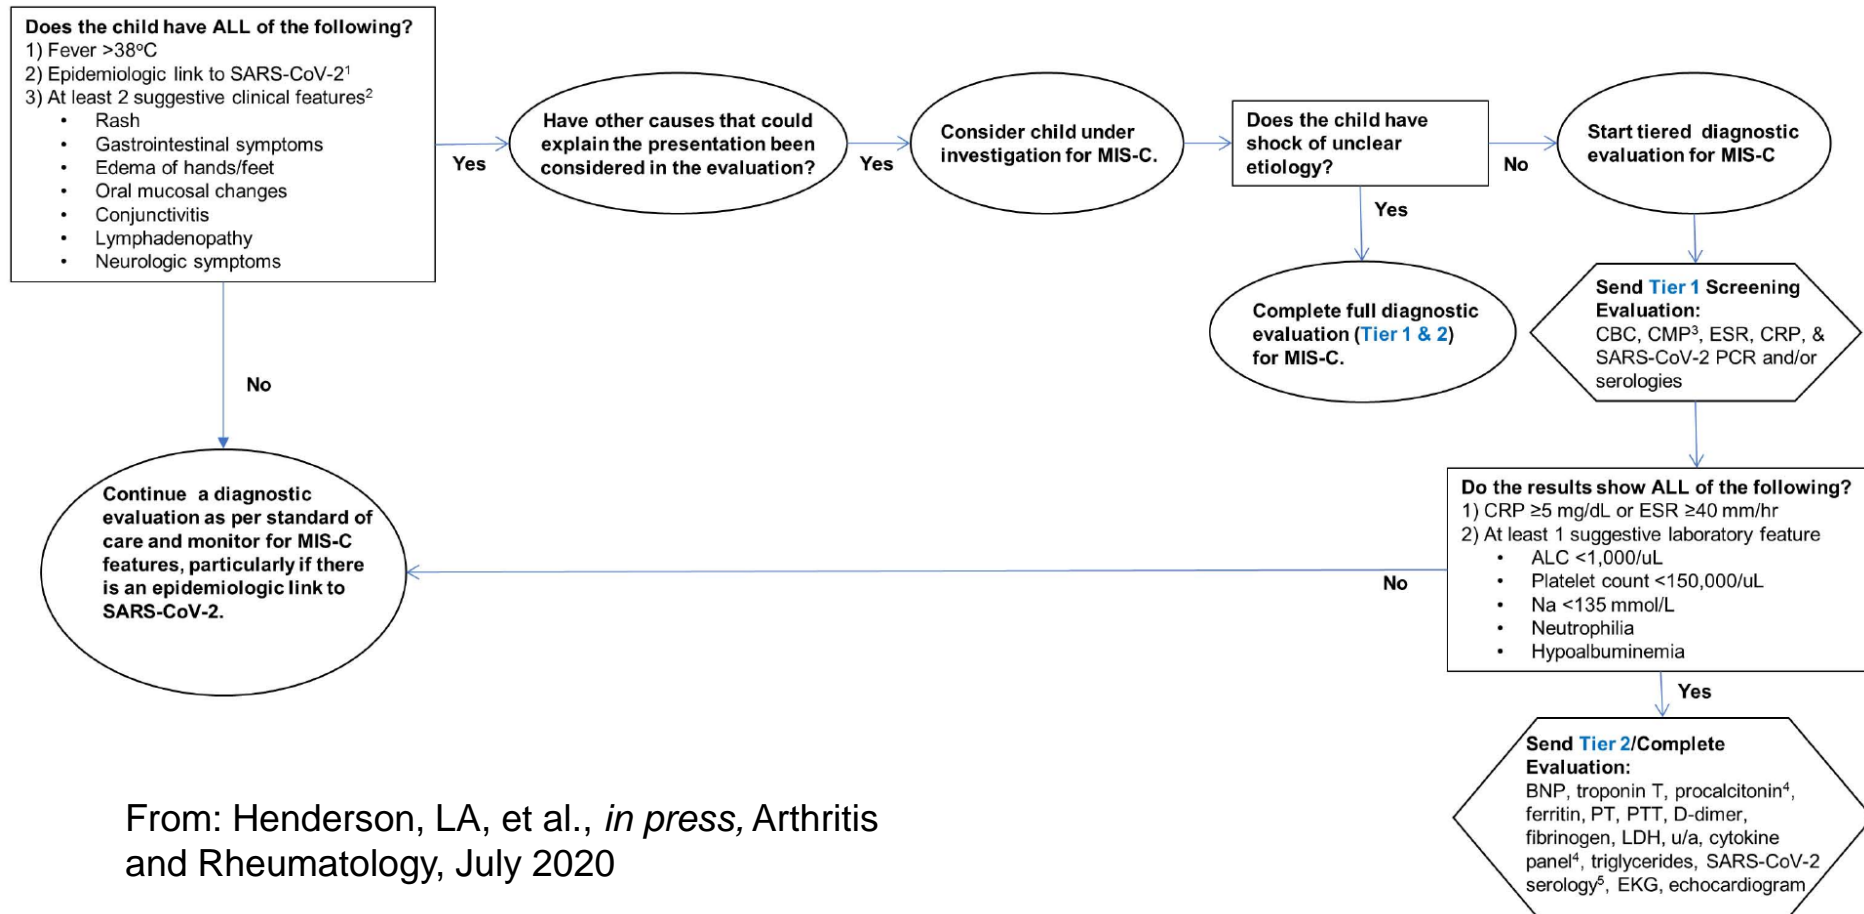 Does the child have ALL of the following?
1) Fever >38ºC
2) Epidemiologic link to SARS-CoV-2¹
3) At least 2 suggestive clinical features²
• Rash
• Gastrointestinal symptoms
• Edema of hands/feet
• Oral mucosal changes
• Conjunctivitis
• Lymphadenopathy
• Neurologic symptoms
Yes
Have other causes that could
explain the presentation been
considered in the evaluation?
Yes
Consider child under
investigation for MIS-C.
Does the child have
shock of unclear
etiology?
No
Start tiered diagnostic
evaluation for MIS-C
Yes
Complete full diagnostic
evaluation (Tier 1 & 2)
for MIS-C.
Send Tier 1 Screening
Evaluation:
CBC, CMP³, ESR, CRP, &
SARS-CoV-2 PCR and/or
serologies
No
Continue a diagnostic
evaluation as per standard of
care and monitor for MIS-C
features, particularly if there
is an epidemiologic link to
SARS-CoV-2.
Do the results show ALL of the following?
1) CRP ≥5 mg/dL or ESR ≥40 mm/hr
2) At least 1 suggestive laboratory feature
• ALC <1,000/uL
• Platelet count <150,000/uL
• Na <135 mmol/L
• Neutrophilia
• Hypoalbuminemia
No
Yes
Send Tier 2/Complete
Evaluation:
BNP, troponin T, procalcitonin⁴,
ferritin, PT, PTT, D-dimer,
fibrinogen, LDH, u/a, cytokine
panel⁴, triglycerides, SARS-CoV-2
serology⁵, EKG, echocardiogram
From: Henderson, LA, et al., in press, Arthritis
and Rheumatology, July 2020